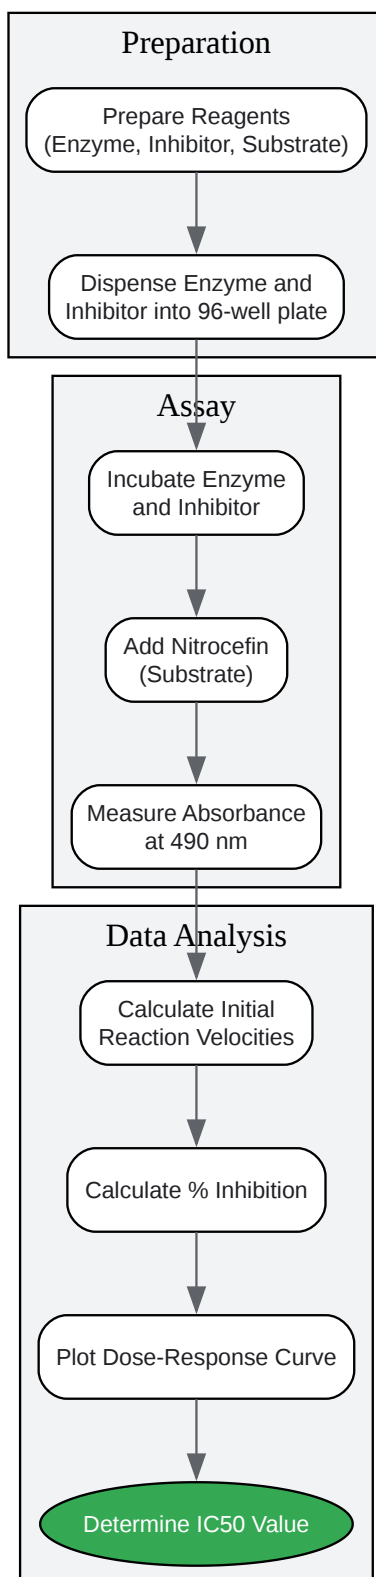 Preparation
Prepare Reagents
(Enzyme, Inhibitor, Substrate)
Dispense Enzyme and
Inhibitor into 96-well plate
Assay
Incubate Enzyme
and Inhibitor
Add Nitrocefin
(Substrate)
Measure Absorbance
at 490 nm
Data Analysis
Calculate Initial
Reaction Velocities
Calculate % Inhibition
Plot Dose-Response Curve
Determine IC50 Value